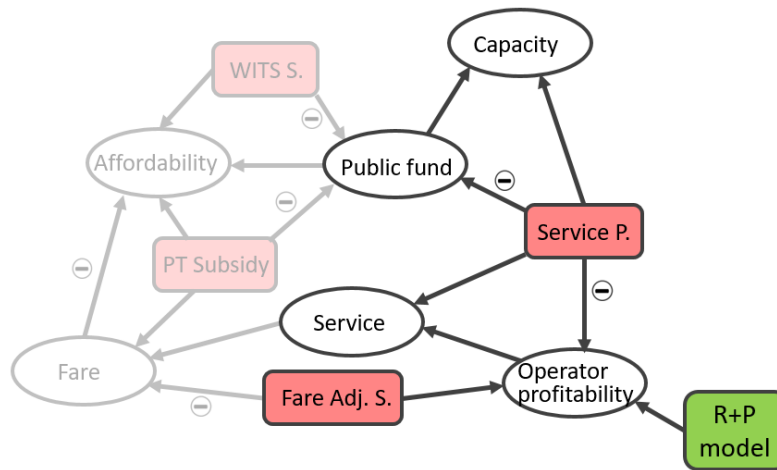 Capacity
WITS S.
Affordability
Public fund
Service P.
PT Subsidy
Service
Fare
Operator
profitability
Fare Adj. S.
R+P
model